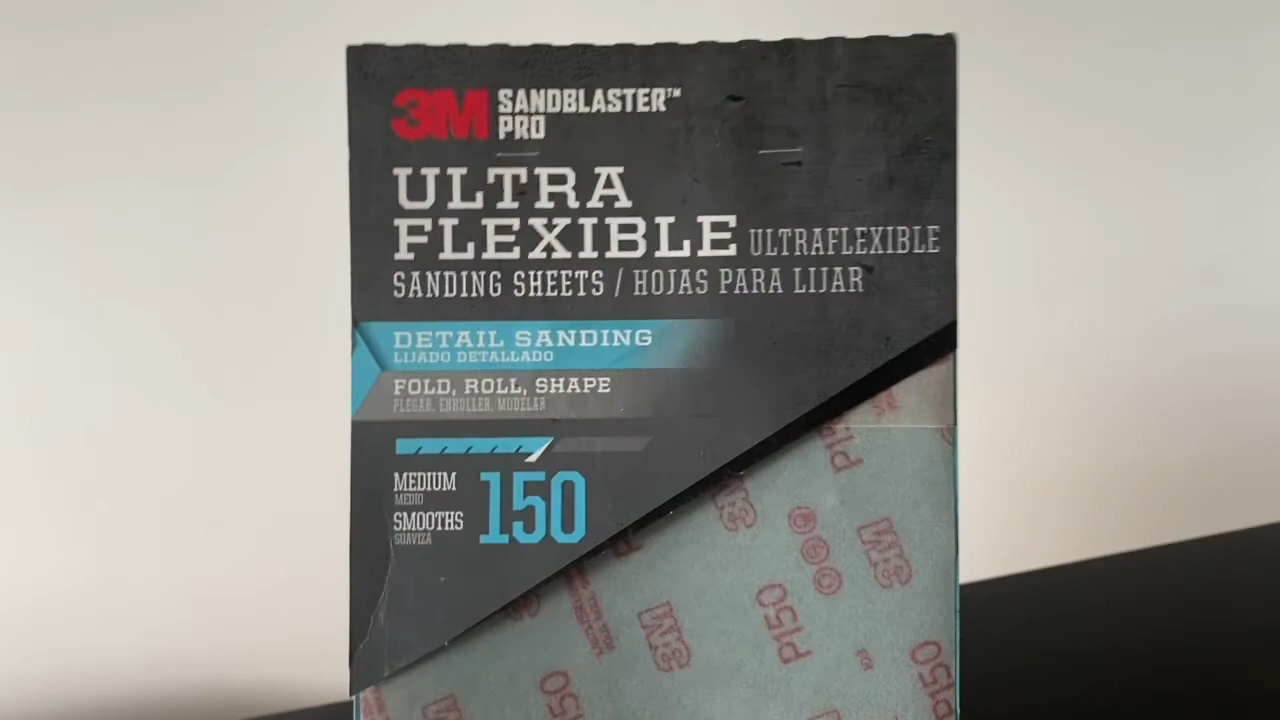 3M SANDBLASTER™
PRO
ULTRA
FLEXIBLE ULTRAFLEXIBLE
SANDING SHEETS / HOJAS PARA LIJAR
DETAIL SANDING
LIJADO DETALLADO
FOLD, ROLL, SHAPE
PLEGAR, ENROLLER, MODELAR
MEDIUM
MEDIO
SMOOTHS
SUAVIZA
150
P150
3M
3M
P150
3M
P150
P150